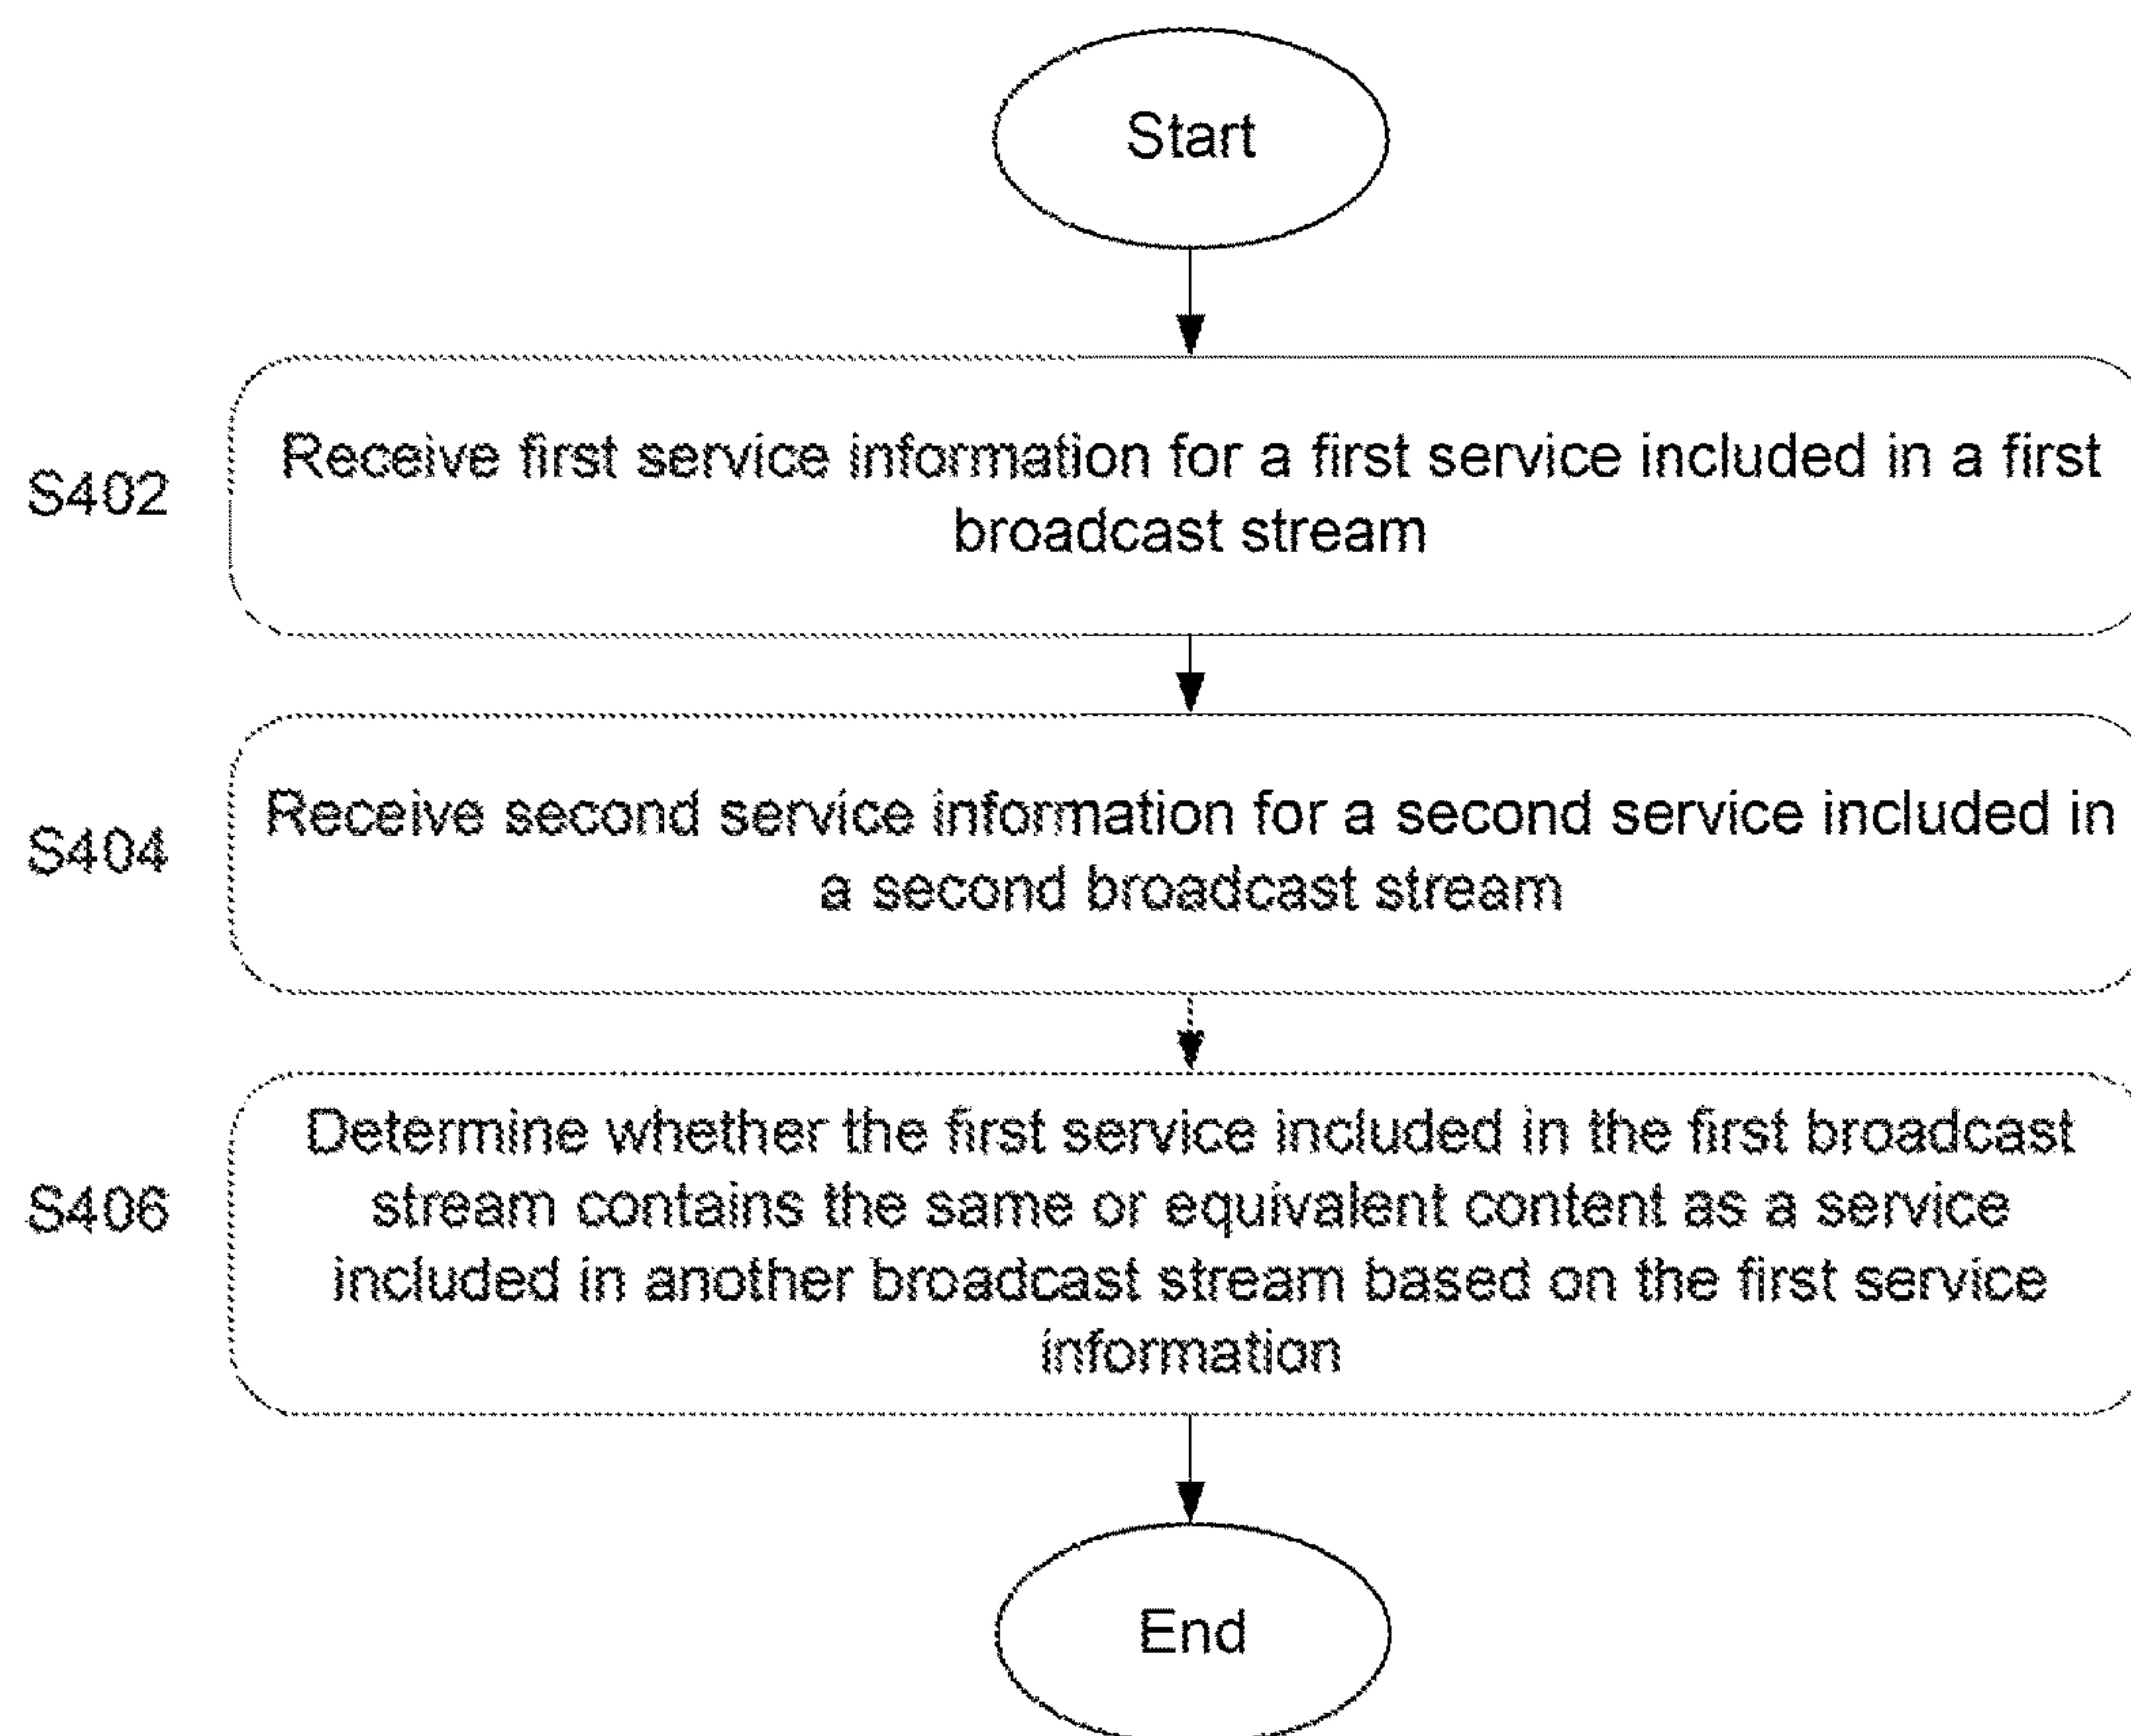 Start
S402
Receive first service information for a first service included in a first
broadcast stream
S404
Receive second service information for a second service included in
a second broadcast stream
S406
Determine whether the first service included in the first broadcast
stream contains the same or equivalent content as a service
included in another broadcast stream based on the first service
information
End